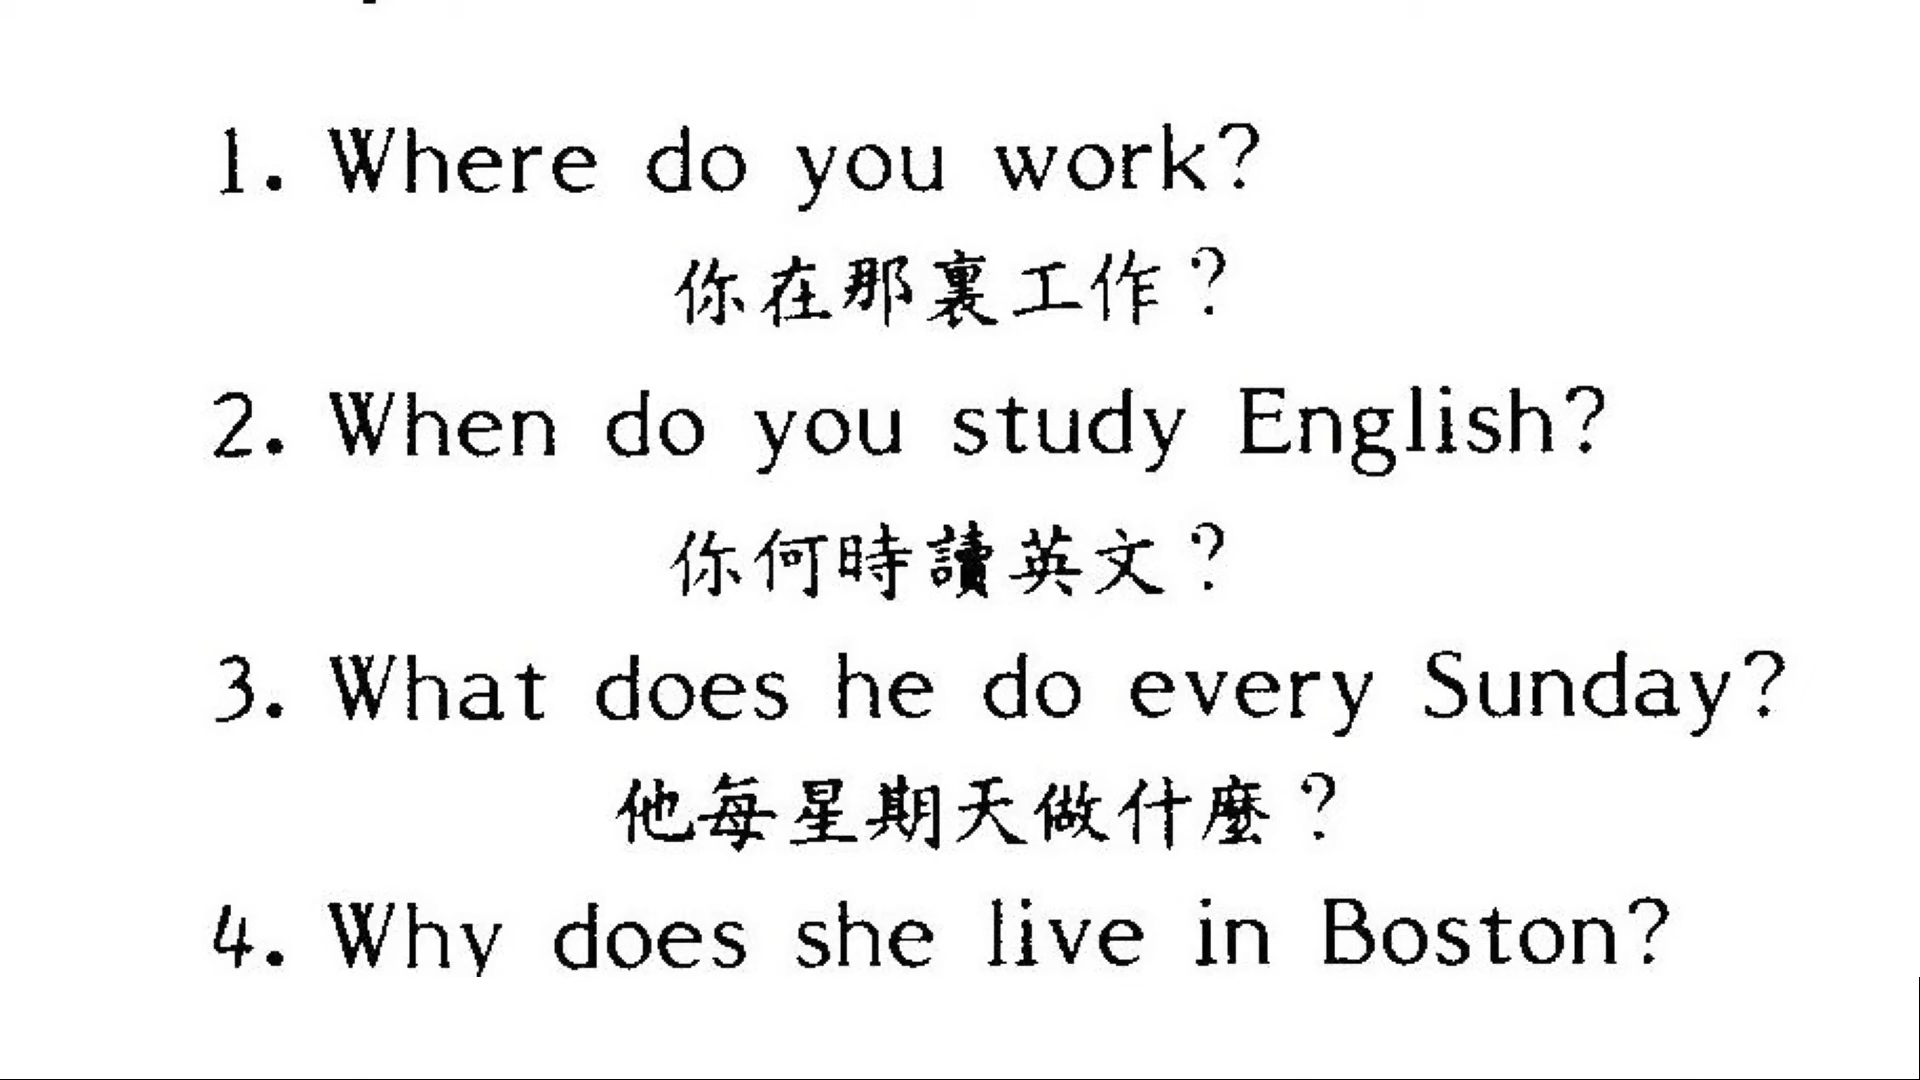 1. Where do you work?
你在那裏工作？
2. When do you study English?
你何時讀英文？
3. What does he do every Sunday?
他每星期天做什麼？
4. Why does she live in Boston?